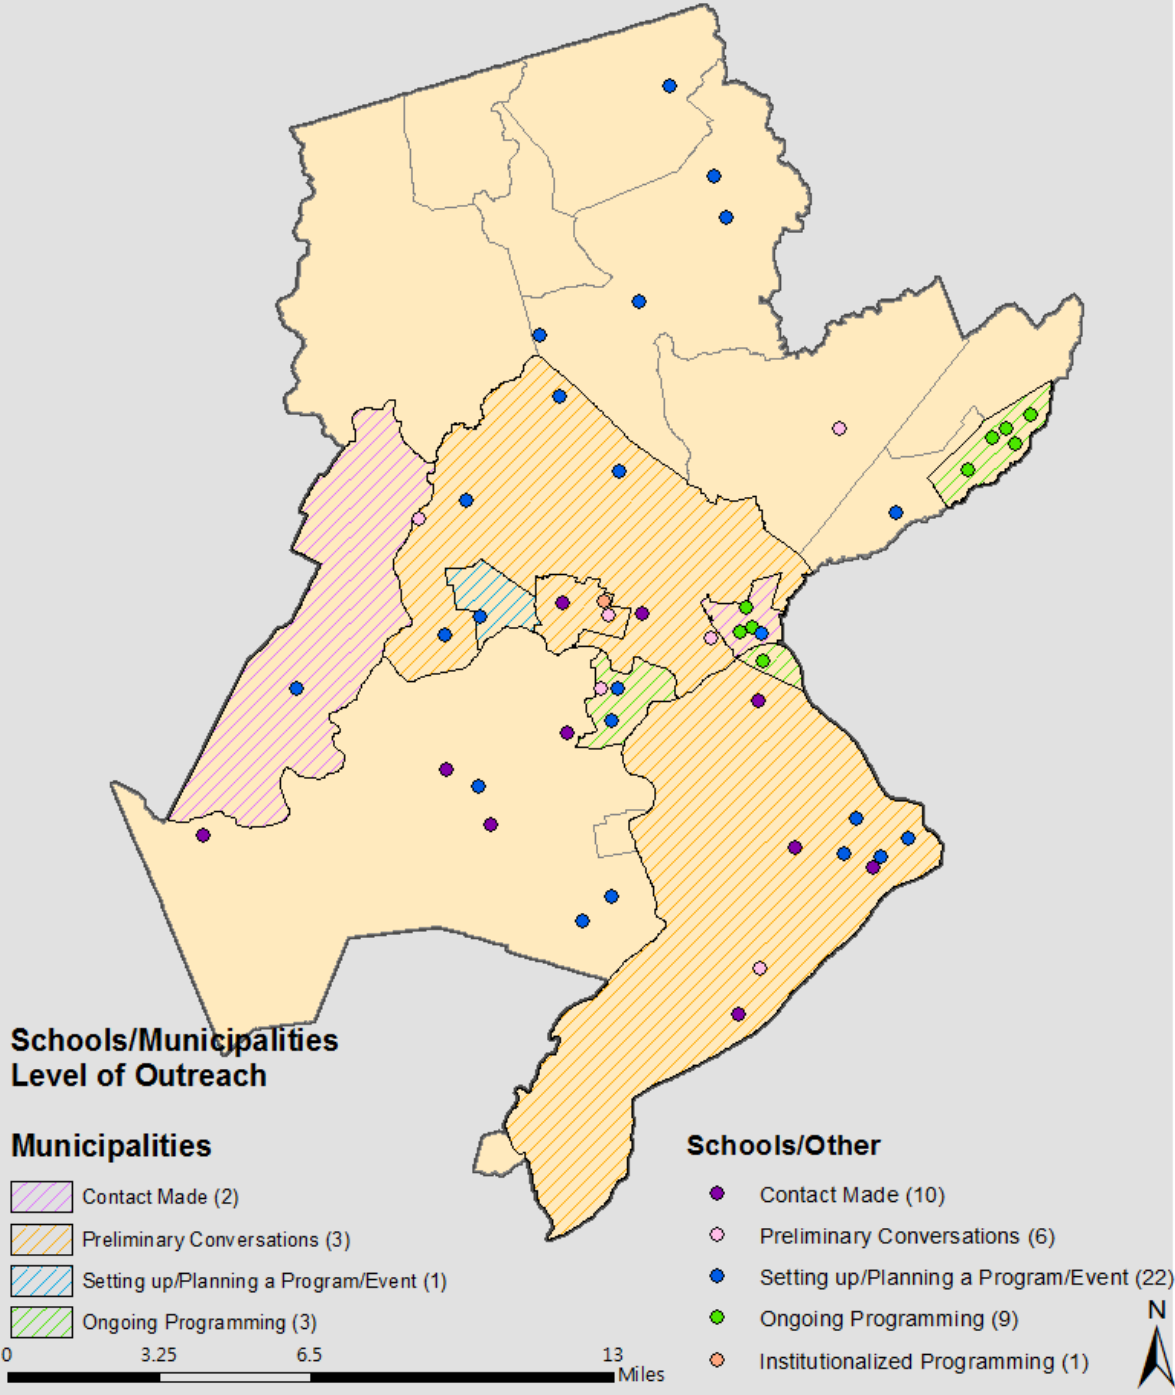 Schools/Municipalities
Level of Outreach
Municipalities
Contact Made (2)
Preliminary Conversations (3)
Setting up/Planning a Program/Event (1)
Ongoing Programming (3)
0 3.25 6.5 13 Miles
Schools/Other
Contact Made (10)
Preliminary Conversations (6)
Setting up/Planning a Program/Event (22)
Ongoing Programming (9)
Institutionalized Programming (1)
N